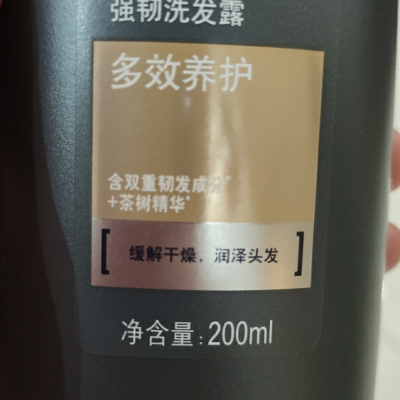 强韧洗发露
多效养护
含双重韧发成分*
+茶树精华*
[ 缓解干燥，润泽头发 ]
净含量: 200ml